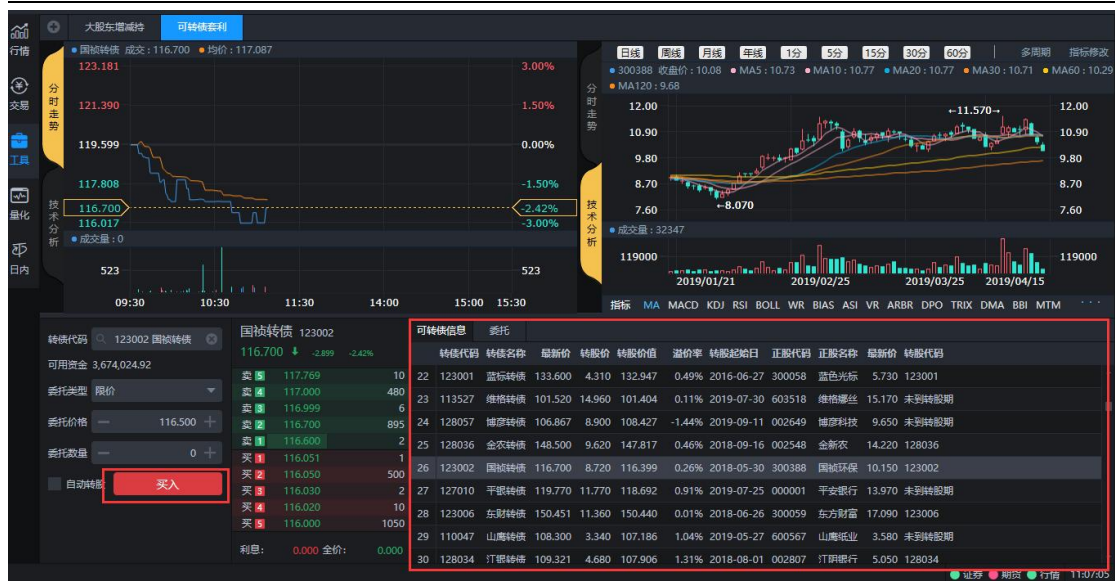 大股东增减持 可转债套利
行情
交易
工具
量化
日内
分时走势
技术分析
国祯转债 成交:116.700 均价:117.087
123.181 3.00%
121.390 1.50%
119.599 0.00%
117.808 -1.50%
116.700 -2.42%
116.017 -3.00%
成交量:0
523 523
09:30 10:30 11:30 14:00 15:00 15:30
分时走势
技术分析
日线 周线 月线 年线 1分 5分 15分 30分 60分 多周期 指标修改
300388 收盘价:10.08 MA5:10.73 MA10:10.77 MA20:10.77 MA30:10.71 MA60:10.29
MA120:9.68
12.00 ←11.570→ 12.00
10.90 10.90
9.80 9.80
8.70 8.70
7.60 ←8.070 7.60
成交量:32347
119000 119000
2019/01/21 2019/02/25 2019/03/25 2019/04/15
指标 MA MACD KDJ RSI BOLL WR BIAS ASI VR ARBR DPO TRIX DMA BBI MTM ···
转债代码 123002 国祯转债
可用资金 3,674,024.92
委托类型 限价
委托价格 — 116.500 +
委托数量 — 0 +
自动转股 买入
国祯转债 123002
116.700 ↓ -2.899 -2.42%
卖 5 117.769 10
卖 4 117.000 480
卖 3 116.999 6
卖 2 116.700 895
卖 1 116.600 2
买 1 116.051 1
买 2 116.050 500
买 3 116.030 2
买 4 116.020 10
买 5 116.000 1050
利息: 0.000 全价: 0.000
可转债信息 委托
转债代码 转债名称 最新价 转股价 转股价值 溢价率 转股起始日 正股代码 正股名称 最新价 转股代码
22 123001 蓝标转债 133.600 4.310 132.947 0.49% 2016-06-27 300058 蓝色光标 5.730 123001
23 113527 维格转债 101.520 14.960 101.404 0.11% 2019-07-30 603518 维格娜丝 15.170 未到转股期
24 128057 博彦转债 106.867 8.900 108.427 -1.44% 2019-09-11 002649 博彦科技 9.650 未到转股期
25 128036 金农转债 148.500 9.620 147.817 0.46% 2018-09-16 002548 金新农 14.220 128036
26 123002 国祯转债 116.700 8.720 116.399 0.26% 2018-05-30 300388 国祯环保 10.150 123002
27 127010 平银转债 119.770 11.770 118.692 0.91% 2019-07-25 000001 平安银行 13.970 未到转股期
28 123006 东财转债 150.451 11.360 150.440 0.01% 2018-06-26 300059 东方财富 17.090 123006
29 110047 山鹰转债 108.300 3.340 107.186 1.04% 2019-05-27 600567 山鹰纸业 3.580 未到转股期
30 128034 江银转债 109.321 4.680 107.906 1.31% 2018-08-01 002807 江阴银行 5.050 128034
证券 期货 行情 11:07:05